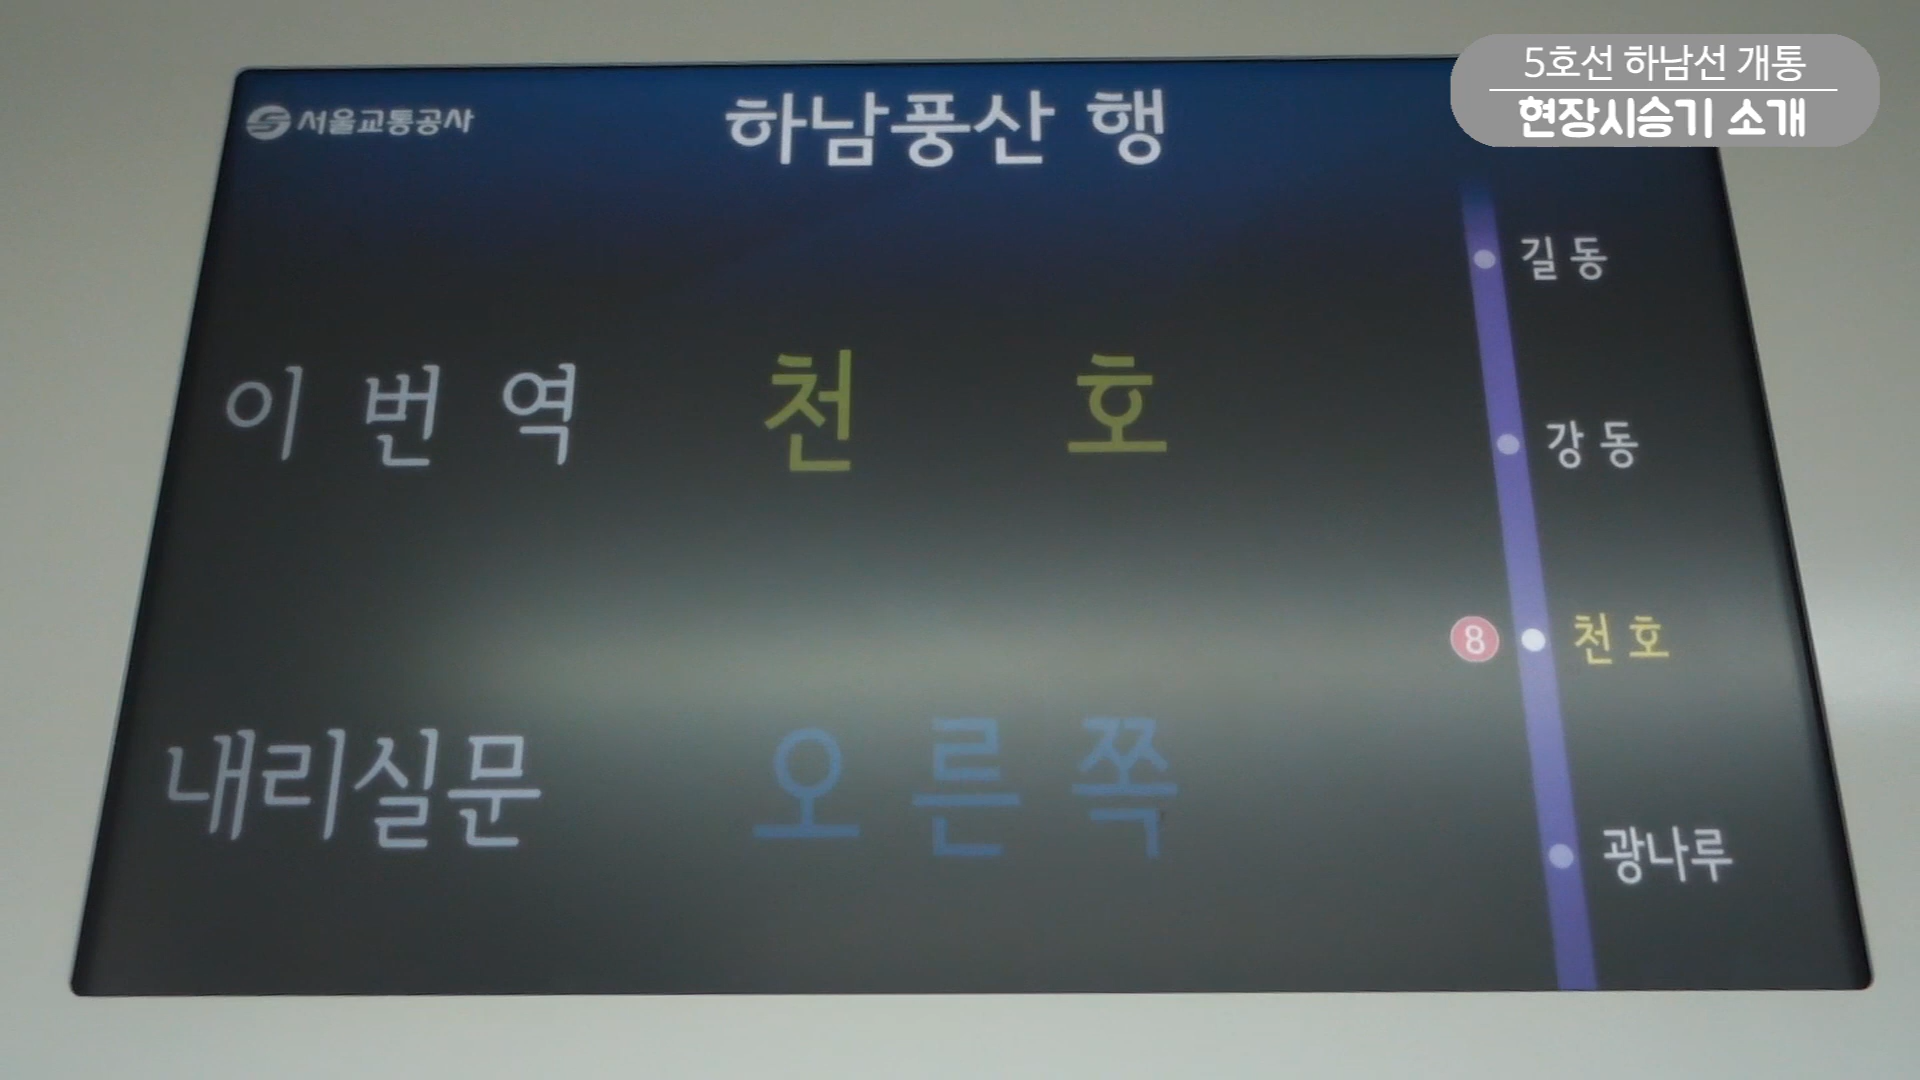 5호선 하남선 개통
현장시승기 소개
서울교통공사
하남풍산 행
이번역 천호
내리실문 오른쪽
길동
강동
8 천호
광나루